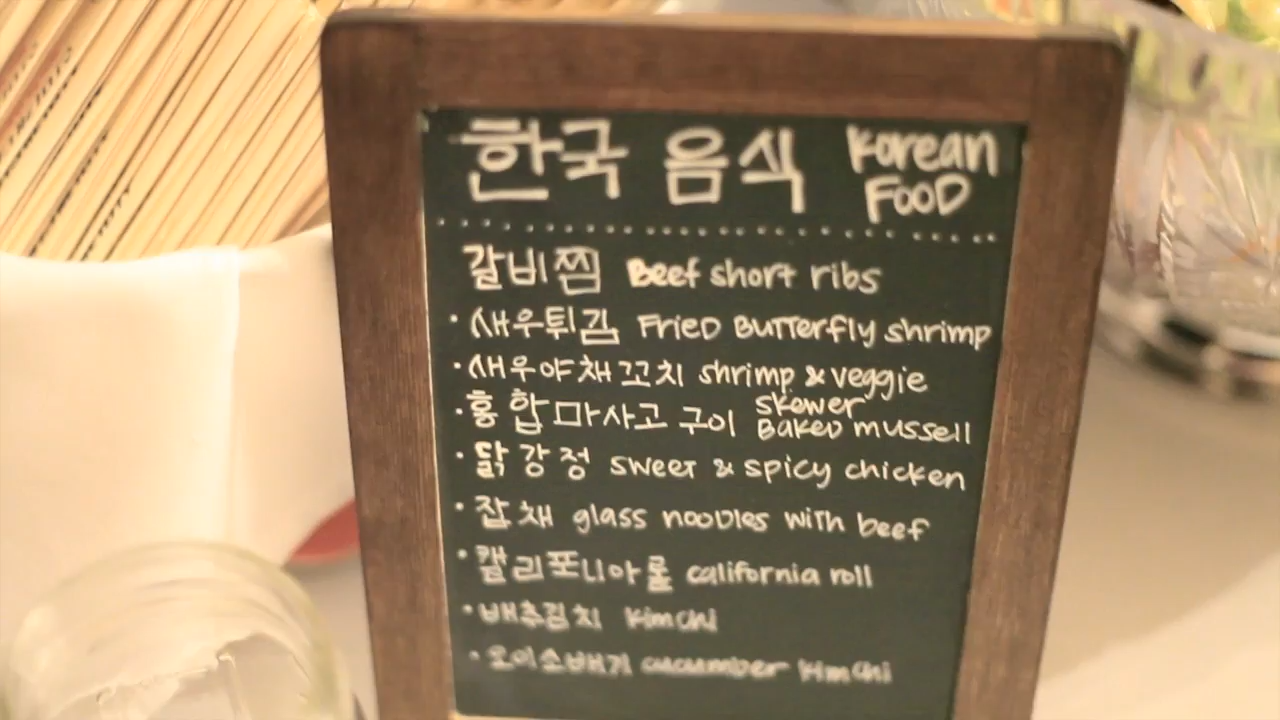 한국 음식 Korean FOOD
갈비찜 Beef short ribs
· 새우튀김 Fried Butterfly shrimp
· 새우야채꼬치 shrimp & veggie skewer
· 홍합마사고 구이 Baked mussell
· 닭강정 sweet & spicy chicken
· 잡채 glass noodles with beef
· 캘리포니아롤 california roll
· 배추김치 kimchi
· 오이소배기 cucumber kimchi